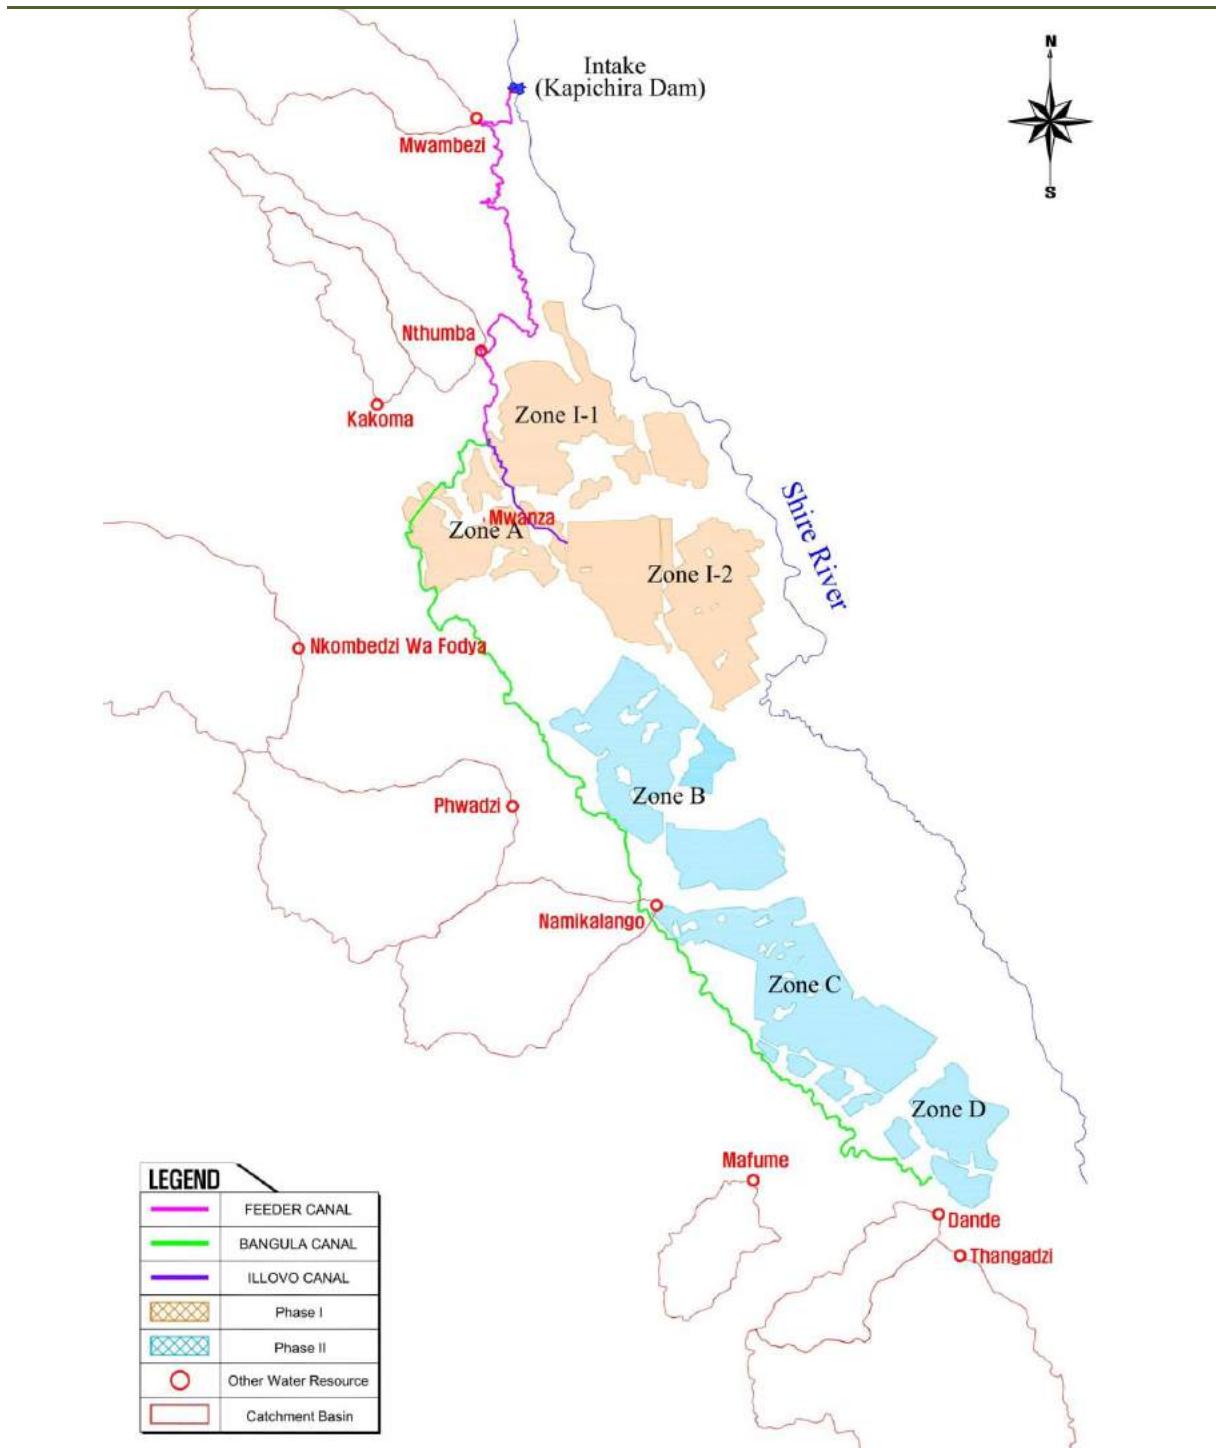 N
Intake
(Kapichira Dam)
Mwambezi
S
Nthumba
Kakoma
Zone I-1
Shire River
Mwanza
Zone A
Zone I-2
Nkombedzi Wa Fodya
Phwadzi
Zone B
Namikalango
Zone C
Zone D
Mafume
Dande
Thangadzi
LEGEND
FEEDER CANAL
BANGULA CANAL
ILLOVO CANAL
Phase I
Phase II
Other Water Resource
Catchment Basin